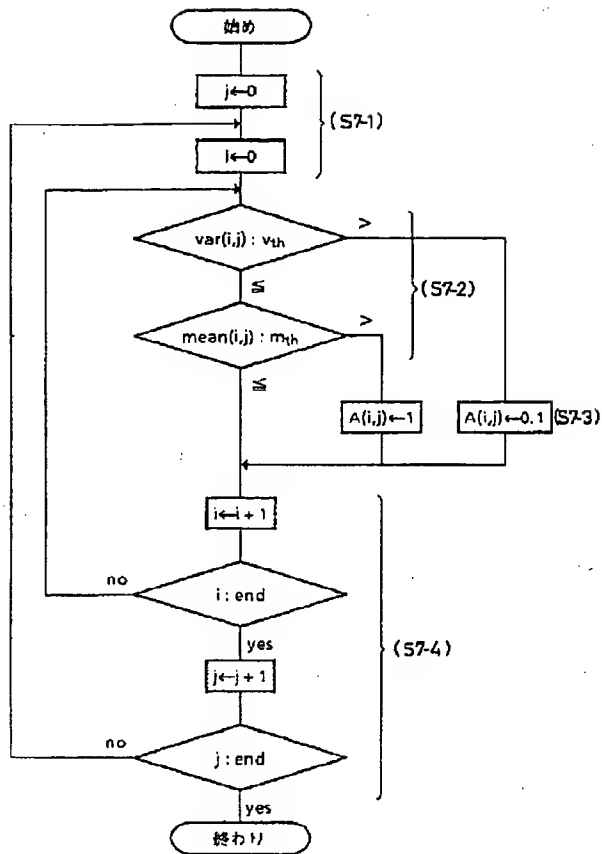 始め
j←0
i←0
(S7-1)
var(i,j) : vth
>
≦
(S7-2)
mean(i,j) : mth
>
≦
A(i,j)←1
A(i,j)←0.1
(S7-3)
i←i+1
i : end
no
yes
(S7-4)
j←j+1
j : end
no
yes
終わり